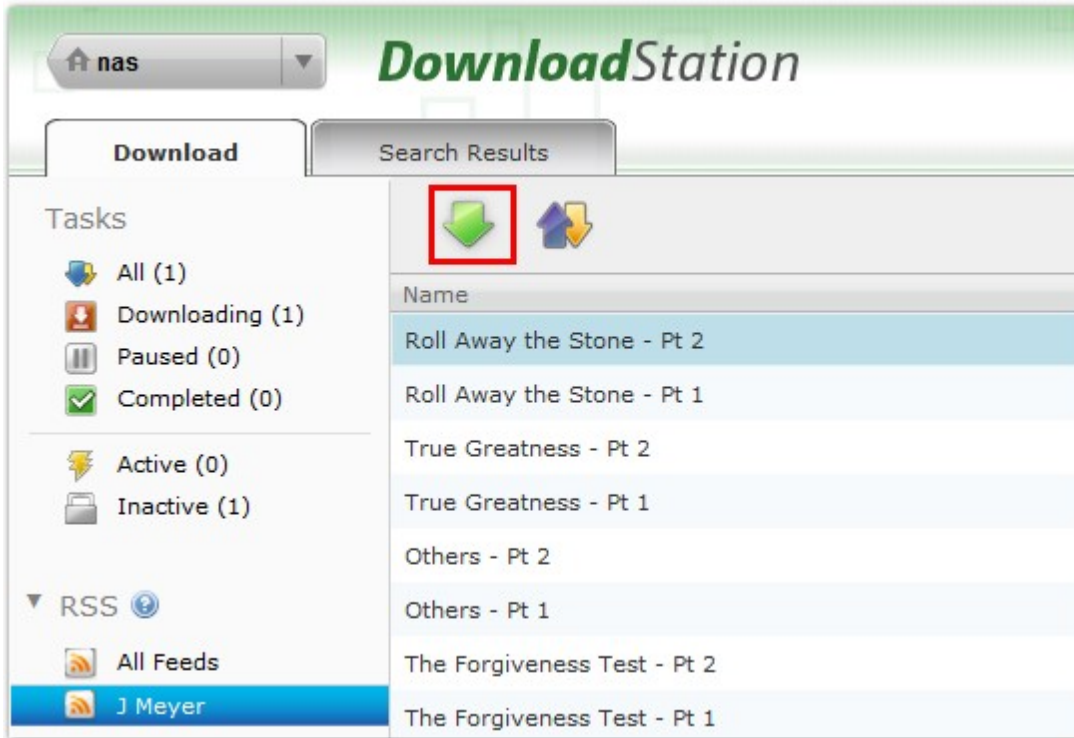 nas
DownloadStation
Download
Search Results
Tasks
All (1)
Downloading (1)
Paused (0)
Completed (0)
Active (0)
Inactive (1)
RSS
All Feeds
J Meyer
Name
Roll Away the Stone - Pt 2
Roll Away the Stone - Pt 1
True Greatness - Pt 2
True Greatness - Pt 1
Others - Pt 2
Others - Pt 1
The Forgiveness Test - Pt 2
The Forgiveness Test - Pt 1